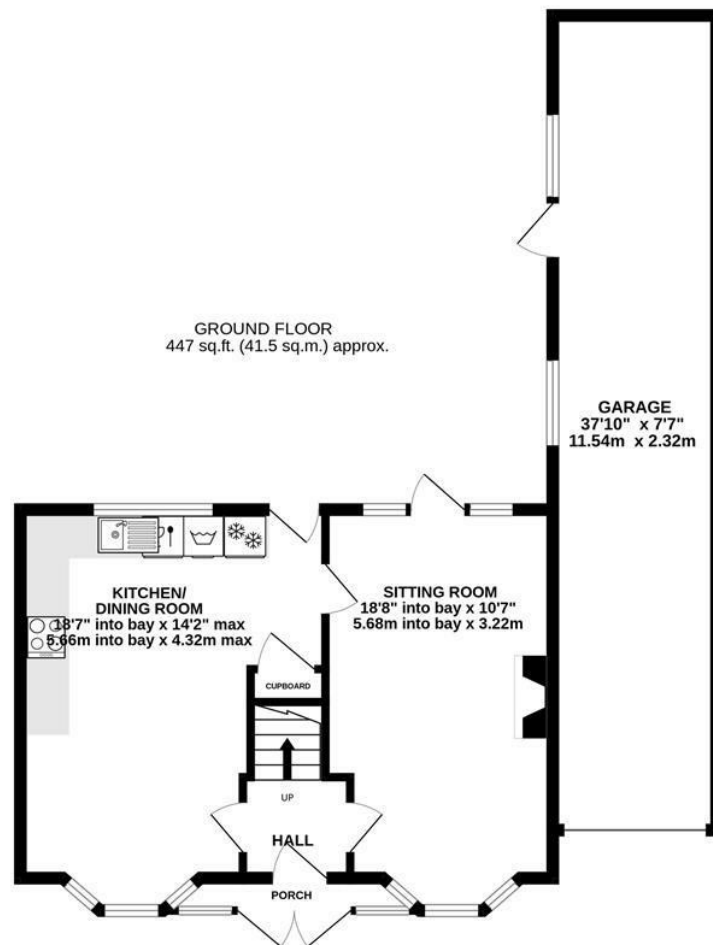 GROUND FLOOR
447 sq.ft. (41.5 sq.m.) approx.
GARAGE
37'10" x 7'7"
11.54m x 2.32m
KITCHEN/
DINING ROOM
18'7" into bay x 14'2" max
5.66m into bay x 4.32m max
SITTING ROOM
18'8" into bay x 10'7"
5.68m into bay x 3.22m
CUPBOARD
UP
HALL
PORCH